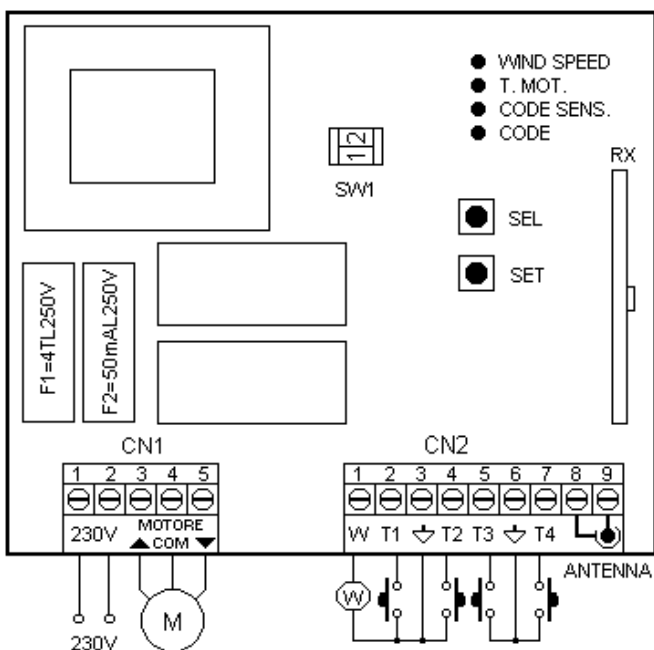 WIND SPEED
T. MOT.
CODE SENS.
CODE
RX
1 2
SW1
SEL
SET
F1=4TL250V
F2=50mAL250V
CN1
CN2
1 2 3 4 5
1 2 3 4 5 6 7 8 9
230V
MOTORE
COM
W T1 T2 T3 T4
ANTENNA
W
M
230V